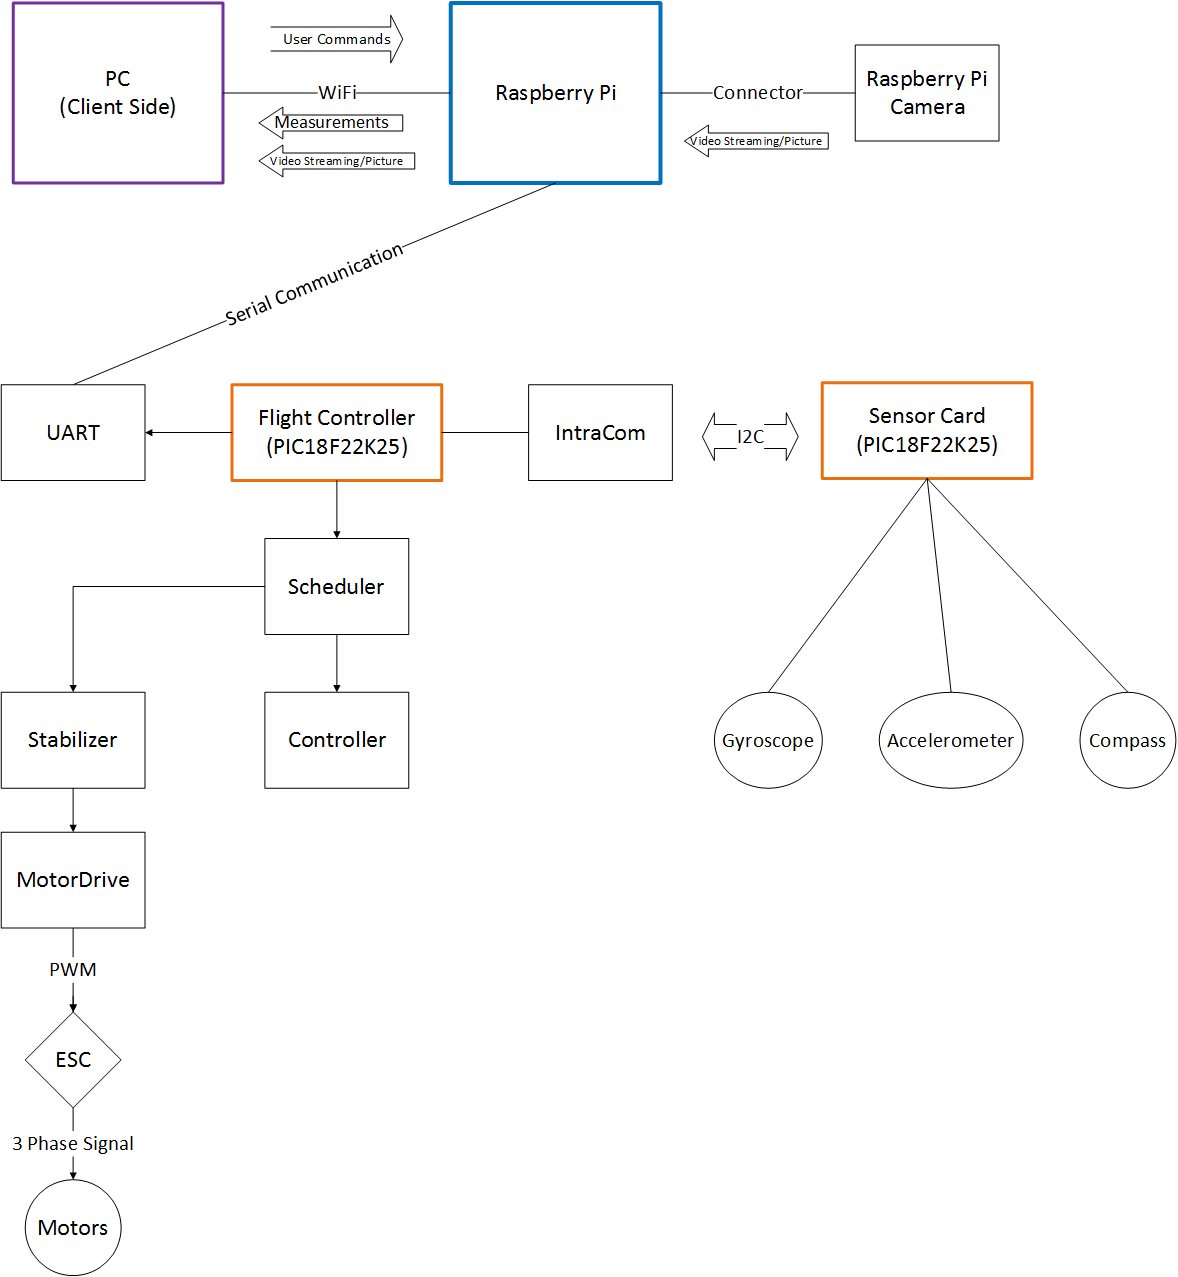 User Commands
PC
(Client Side)
WiFi
Raspberry Pi
Connector
Raspberry Pi
Camera
Measurements
Video Streaming/Picture
Video Streaming/Picture
Serial Communication
UART
Flight Controller
(PIC18F22K25)
IntraCom
I2C
Sensor Card
(PIC18F22K25)
Scheduler
Stabilizer
Controller
Gyroscope
Accelerometer
Compass
MotorDrive
PWM
ESC
3 Phase Signal
Motors